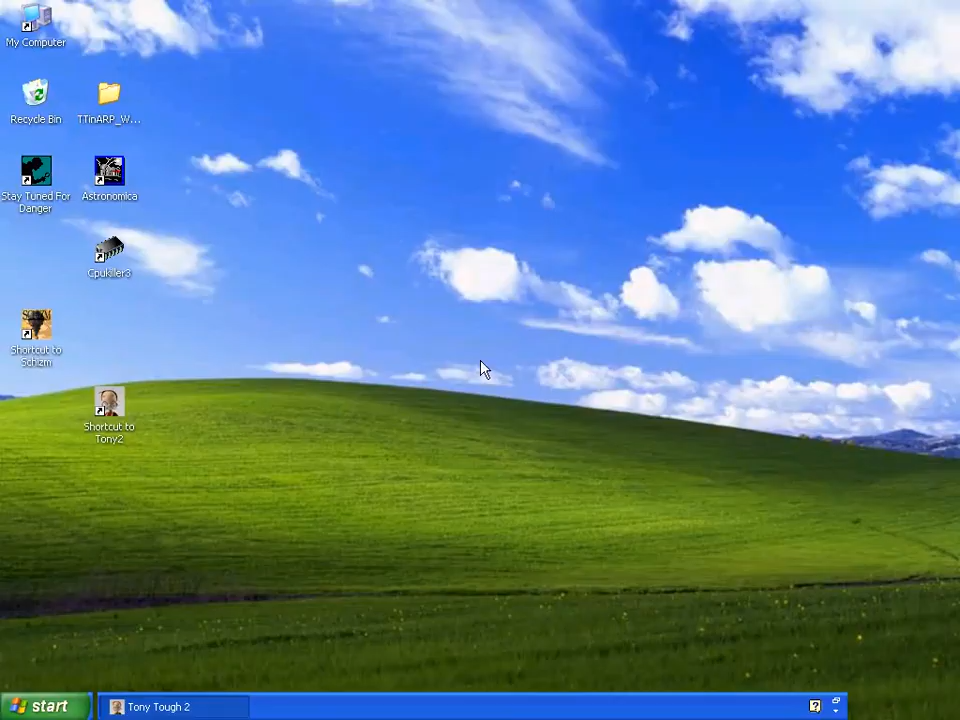 My Computer
Recycle Bin
TTinARP_W...
Stay Tuned For
Danger
Astronomica
Cpukiller3
SCHIZM
Shortcut to
Schizm
Shortcut to
Tony2
start
Tony Tough 2
?